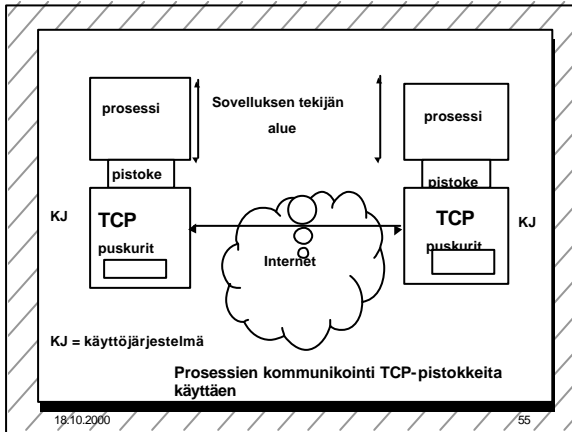 prosessi
Sovelluksen tekijän
alue
prosessi
pistoke
pistoke
KJ
TCP
TCP
KJ
puskurit
puskurit
Internet
KJ = käyttöjärjestelmä
Prosessien kommunikointi TCP-pistokkeita
käyttäen
18.10.2000
55